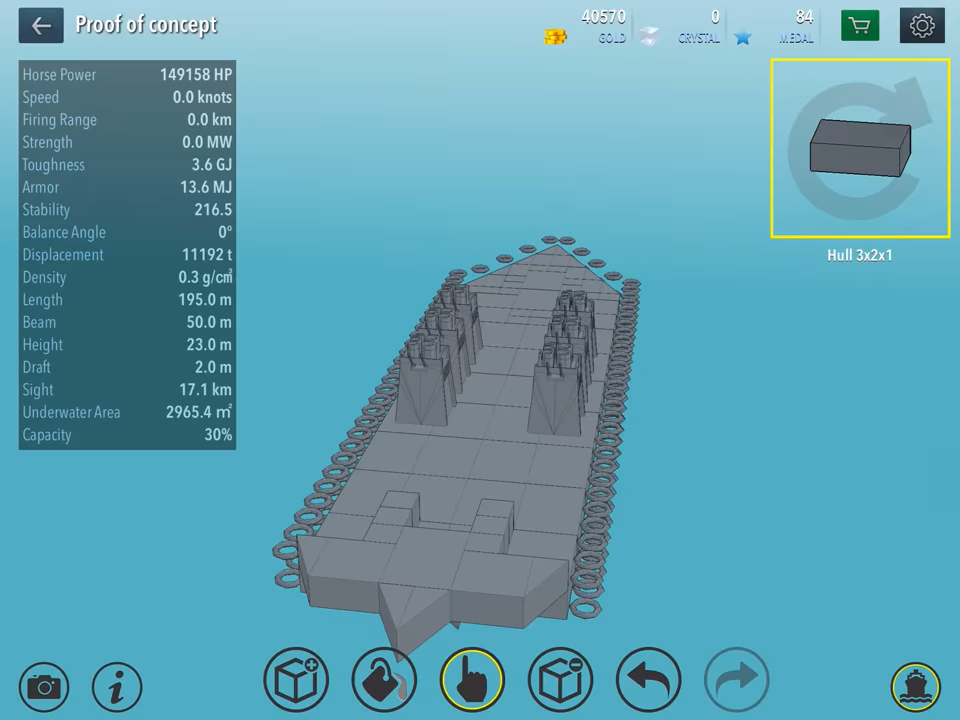 Proof of concept
40570 0 84
GOLD CRYSTAL MEDAL
Horse Power 149158 HP
Speed 0.0 knots
Firing Range 0.0 km
Strength 0.0 MW
Toughness 3.6 GJ
Armor 13.6 MJ
Stability 216.5
Balance Angle 0°
Displacement 11192 t
Density 0.3 g/cm³
Length 195.0 m
Beam 50.0 m
Height 23.0 m
Draft 2.0 m
Sight 17.1 km
Underwater Area 2965.4 m²
Capacity 30%
Hull 3x2x1